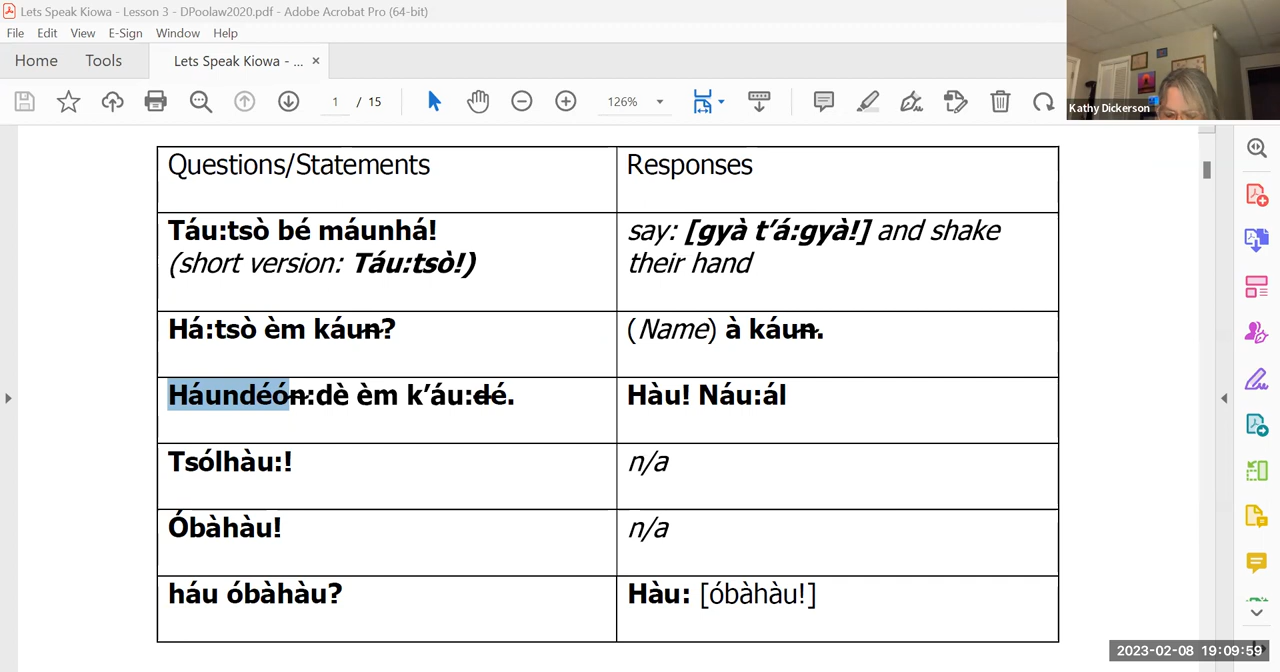 Lets Speak Kiowa - Lesson 3 - DPoolaw2020.pdf - Adobe Acrobat Pro (64-bit)
File Edit View E-Sign Window Help
Home Tools Lets Speak Kiowa - ... ×
1 / 15 126%
Kathy Dickerson
Questions/Statements Responses
Táu:tsò bé máunhá! say: [gyà t’á:gyà!] and shake
(short version: Táu:tsò!) their hand
Há:tsò èm káun? (Name) à káun.
Háundéón:dè èm k’áu:dé. Hàu! Náu:ál
Tsólhàu:! n/a
Óbàhàu! n/a
háu óbàhàu? Hàu: [óbàhàu!]
2023-02-08 19:09:59